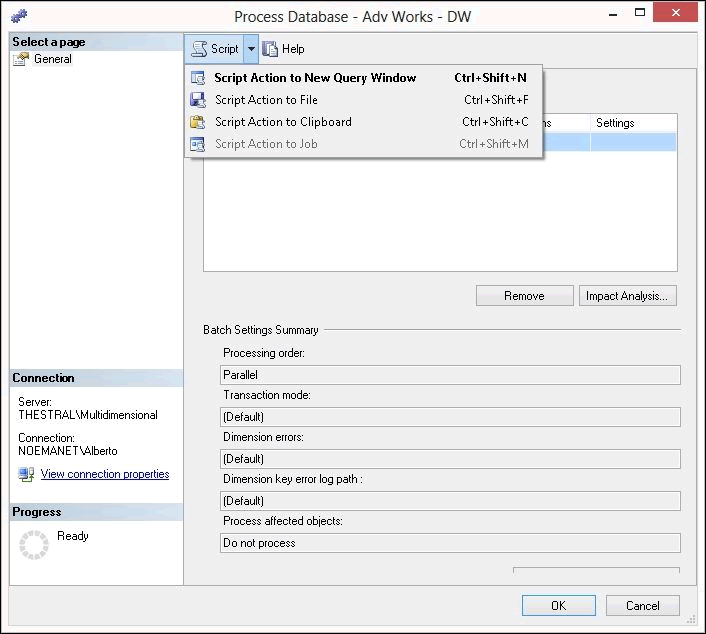 Process Database - Adv Works - DW
Select a page
General
Script
Help
Script Action to New Query Window Ctrl+Shift+N
Script Action to File Ctrl+Shift+F
Script Action to Clipboard Ctrl+Shift+C
Script Action to Job Ctrl+Shift+M
Settings
Remove
Impact Analysis...
Batch Settings Summary
Processing order:
Parallel
Transaction mode:
(Default)
Dimension errors:
(Default)
Dimension key error log path :
(Default)
Process affected objects:
Do not process
Connection
Server:
THESTRAL\Multidimensional
Connection:
NOEMANET\Alberto
View connection properties
Progress
Ready
OK
Cancel